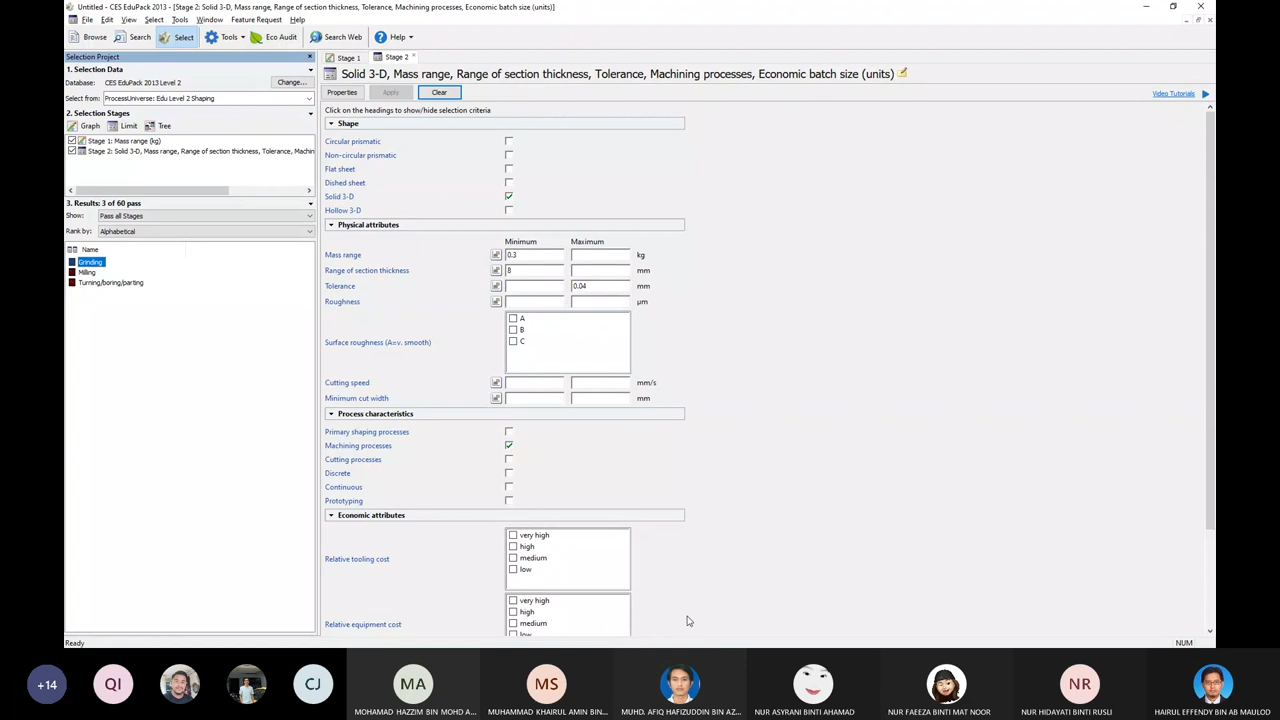 Untitled - CES EduPack 2013 - [Stage 2: Solid 3-D, Mass range, Range of section thickness, Tolerance, Machining processes, Economic batch size (units)]
File Edit View Select Tools Window Feature Request Help
Browse Search Select Tools Eco Audit Search Web Help
Selection Project
1. Selection Data
Database: CES EduPack 2013 Level 2 Change...
Select from: ProcessUniverse: Edu Level 2 Shaping
2. Selection Stages
Graph Limit Tree
Stage 1: Mass range (kg)
Stage 2: Solid 3-D, Mass range, Range of section thickness, Tolerance, Machin
3. Results: 3 of 60 pass
Show: Pass all Stages
Rank by: Alphabetical
Name
Grinding
Milling
Turning/boring/parting
Stage 1 Stage 2
Solid 3-D, Mass range, Range of section thickness, Tolerance, Machining processes, Economic batch size (units)
Properties Apply Clear Video Tutorials
Click on the headings to show/hide selection criteria
Shape
Circular prismatic
Non-circular prismatic
Flat sheet
Dished sheet
Solid 3-D
Hollow 3-D
Physical attributes
Minimum Maximum
Mass range 0.3 kg
Range of section thickness 8 mm
Tolerance 0.04 mm
Roughness µm
Surface roughness (A=v. smooth)
A
B
C
Cutting speed mm/s
Minimum cut width mm
Process characteristics
Primary shaping processes
Machining processes
Cutting processes
Discrete
Continuous
Prototyping
Economic attributes
Relative tooling cost
very high
high
medium
low
Relative equipment cost
very high
high
medium
low
Ready NUM
+14 QI CJ MA MS NR
MOHAMAD HAZZIM BIN MOHD A... MUHAMMAD KHAIRUL AMIN BIN... MUHD. AFIQ HAFIZUDDIN BIN AZ... NUR ASYRANI BINTI AHAMAD NUR FAEEZA BINTI MAT NOOR NUR HIDAYATI BINTI RUSLI HAIRUL EFFENDY BIN AB MAULOD